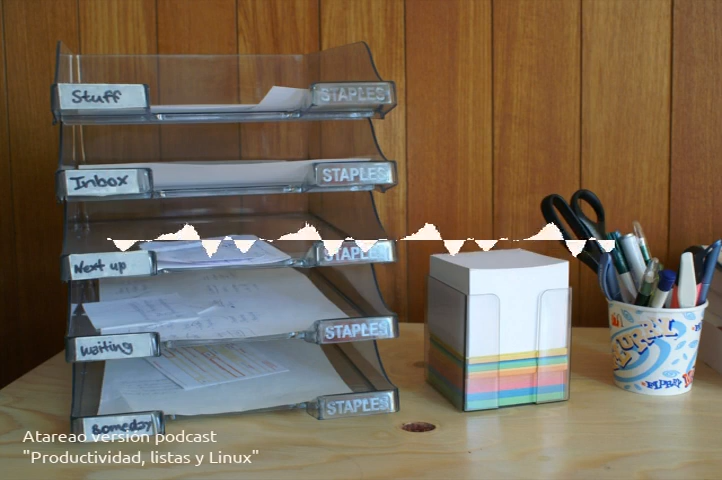 Stuff
STAPLES
Inbox
STAPLES
Next up
STAPLES
Waiting
STAPLES
Someday
STAPLES
Atareao versión podcast
"Productividad, listas y Linux"